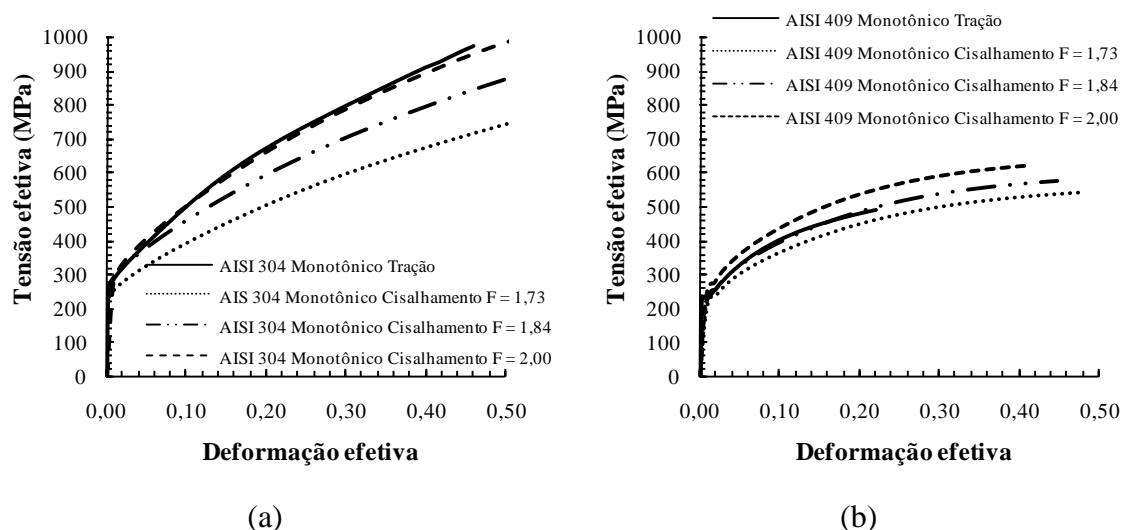 1000
900
800
700
600
500
400
300
200
100
0
Tensão efetiva (MPa)
AISI 304 Monotônico Tração
AIS 304 Monotônico Cisalhamento F = 1,73
AISI 304 Monotônico Cisalhamento F = 1,84
AISI 304 Monotônico Cisalhamento F = 2,00
0,00 0,10 0,20 0,30 0,40 0,50
Deformação efetiva
(a)
AISI 409 Monotônico Tração
AISI 409 Monotônico Cisalhamento F = 1,73
AISI 409 Monotônico Cisalhamento F = 1,84
AISI 409 Monotônico Cisalhamento F = 2,00
1000
900
800
700
600
500
400
300
200
100
0
Tensão efetiva (MPa)
0,00 0,10 0,20 0,30 0,40 0,50
Deformação efetiva
(b)